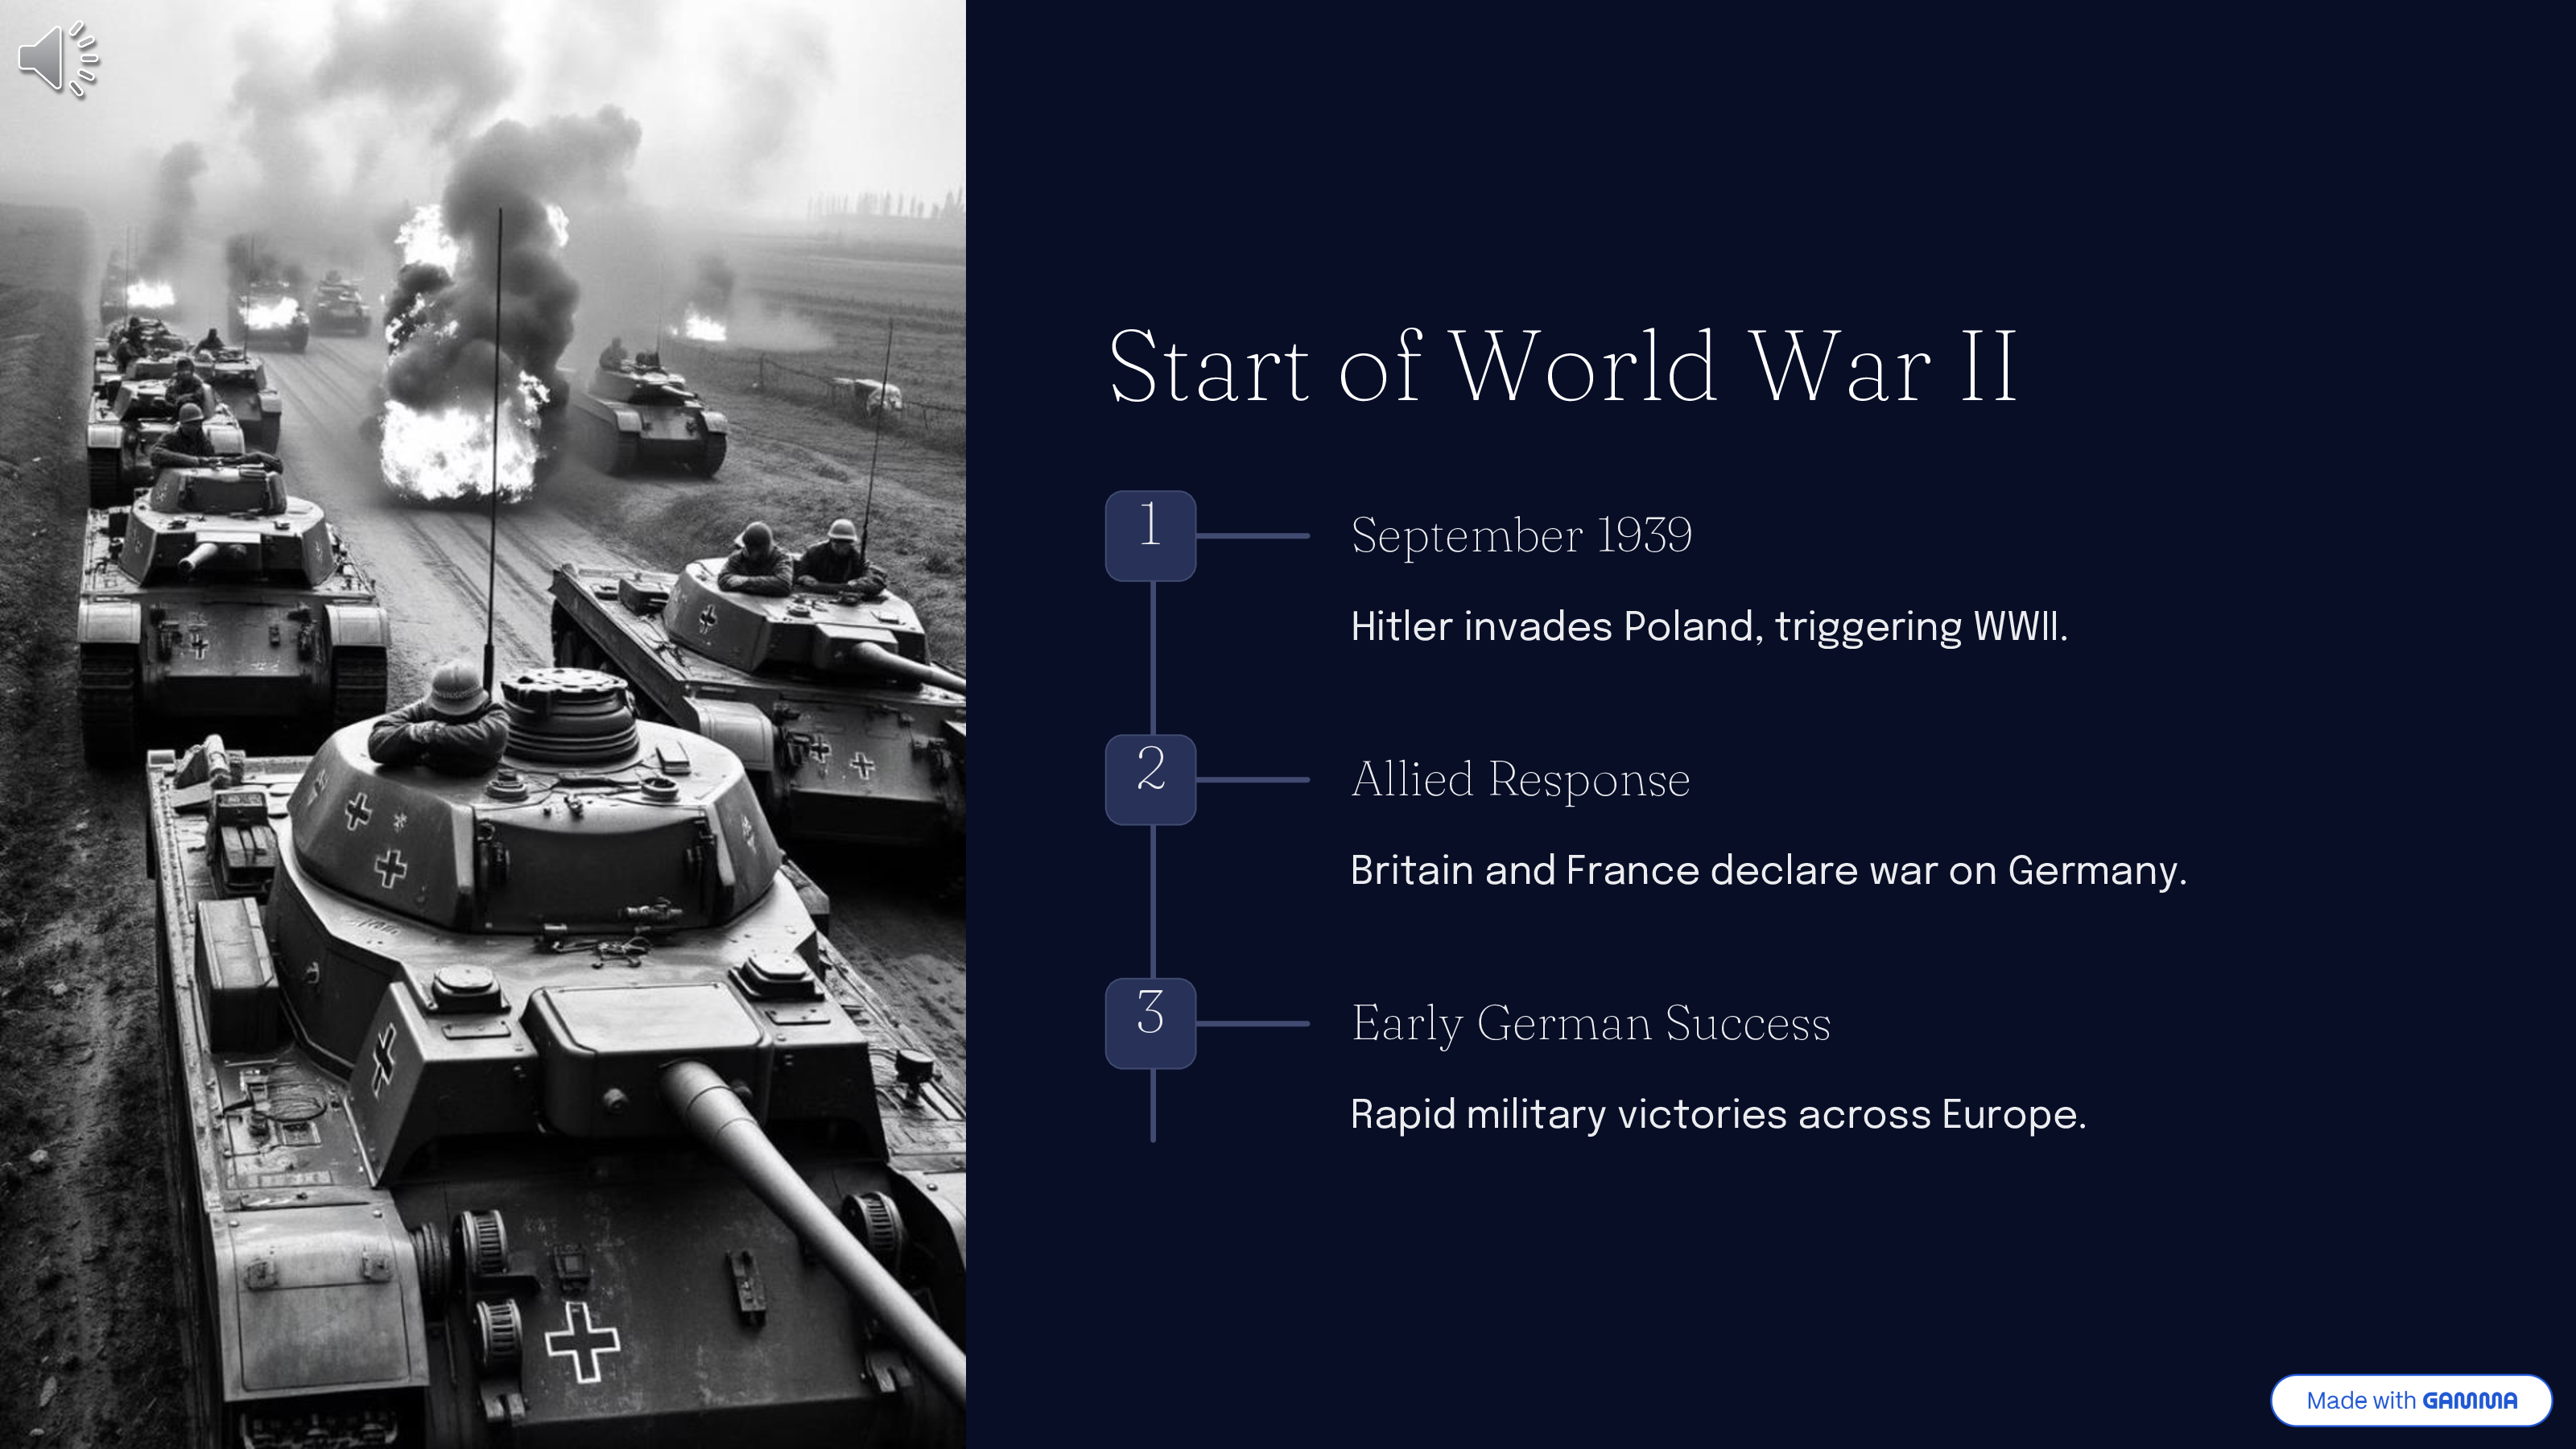 Start of World War II
1
September 1939
Hitler invades Poland, triggering WWII.
2
Allied Response
Britain and France declare war on Germany.
3
Early German Success
Rapid military victories across Europe.
Made with GAMMA